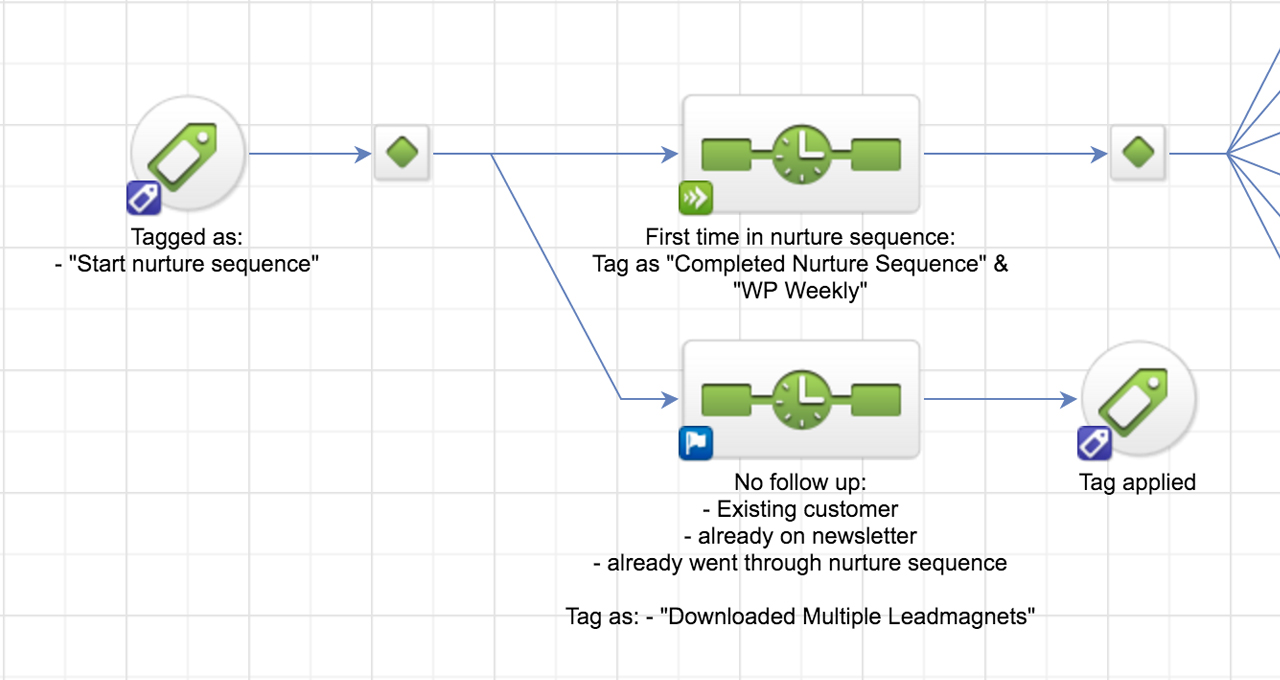 Tagged as:
- "Start nurture sequence"
First time in nurture sequence:
Tag as "Completed Nurture Sequence" &
"WP Weekly"
No follow up:
- Existing customer
- already on newsletter
- already went through nurture sequence
Tag as: - "Downloaded Multiple Leadmagnets"
Tag applied